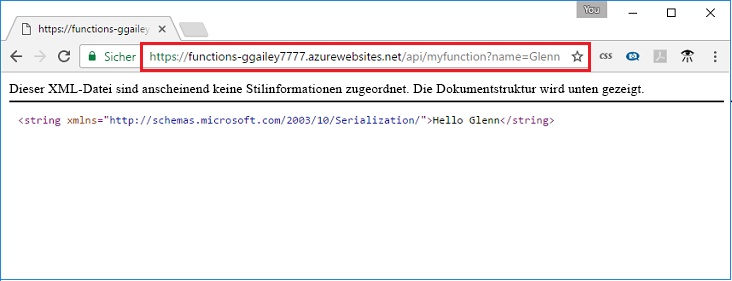 You
https://functions-ggailey
Sicher https://functions-ggailey7777.azurewebsites.net/api/myfunction?name=Glenn css
Dieser XML-Datei sind anscheinend keine Stilinformationen zugeordnet. Die Dokumentstruktur wird unten gezeigt.
<string xmlns="http://schemas.microsoft.com/2003/10/Serialization/">Hello Glenn</string>